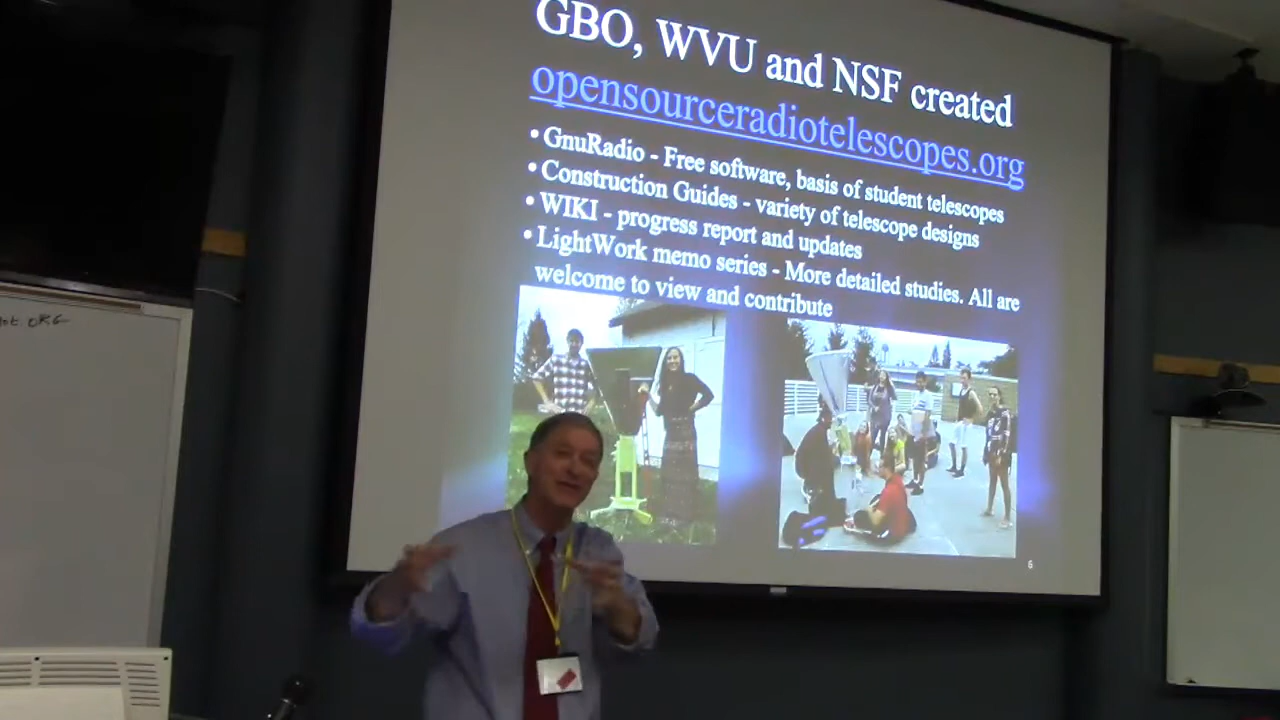 GBO, WVU and NSF created
opensourceradiotelescopes.org
• GnuRadio - Free software, basis of student telescopes
• Construction Guides - variety of telescope designs
• WIKI - progress report and updates
• LightWork memo series - More detailed studies. All are
welcome to view and contribute
6